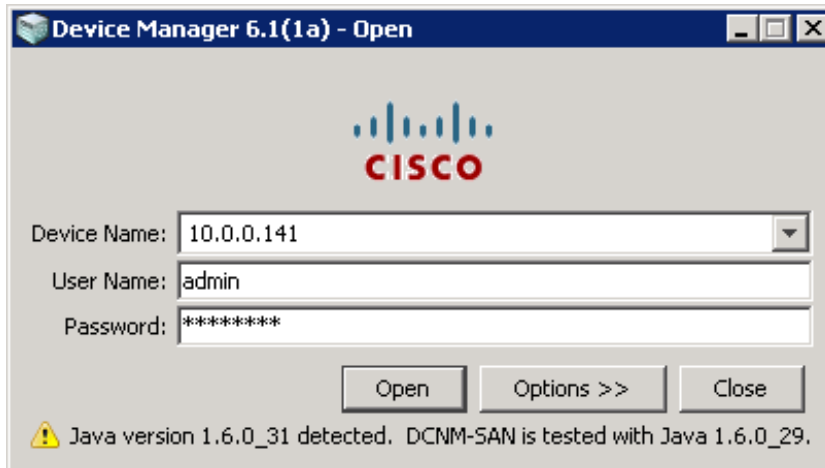 Device Manager 6.1(1a) - Open
CISCO
Device Name: 10.0.0.141
User Name: admin
Password: ********
Open Options >> Close
Java version 1.6.0_31 detected. DCNM-SAN is tested with Java 1.6.0_29.